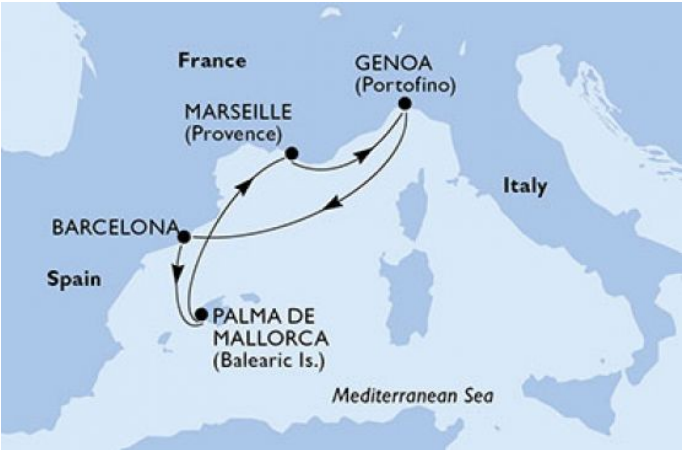 France
GENOA
(Portofino)
MARSEILLE
(Provence)
Italy
BARCELONA
Spain
PALMA DE
MALLORCA
(Balearic Is.)
Mediterranean Sea